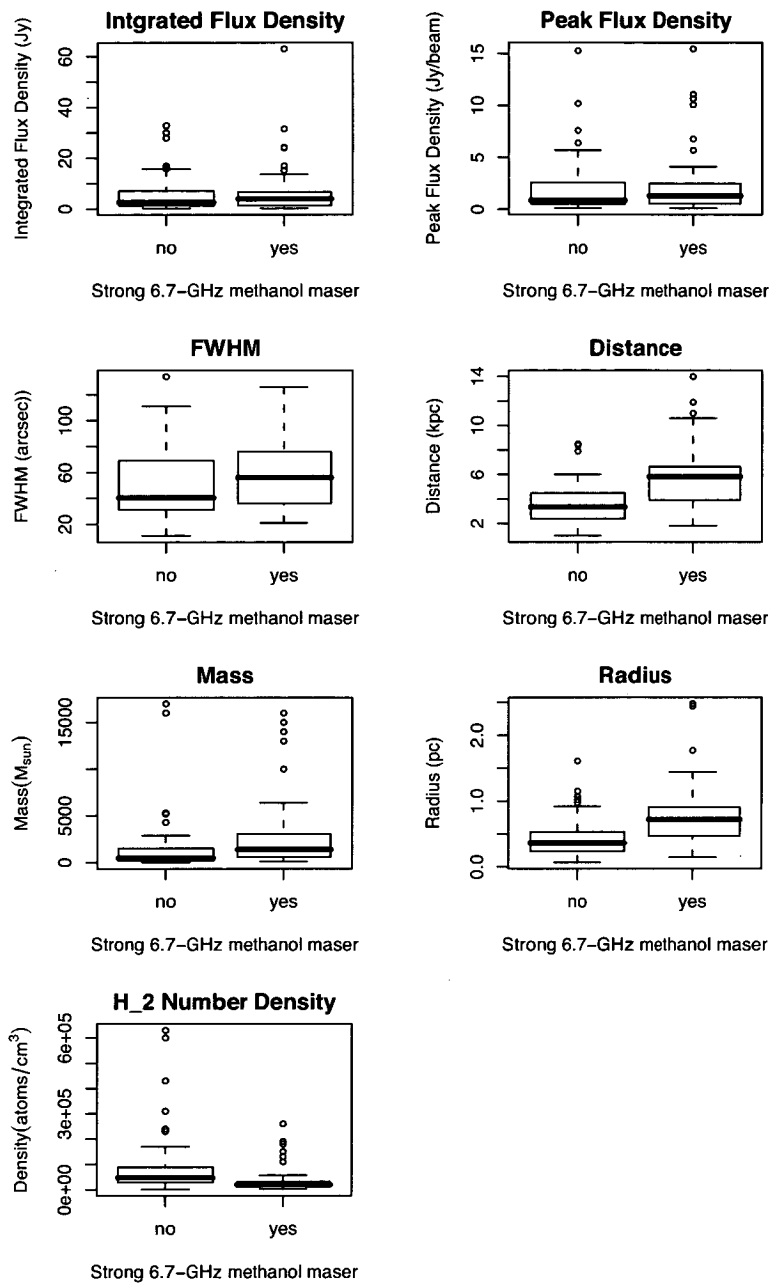 Intgrated Flux Density
Integrated Flux Density (Jy)
60
40
20
0
no yes
Strong 6.7−GHz methanol maser
Peak Flux Density
Peak Flux Density (Jy/beam)
15
10
5
0
no yes
Strong 6.7−GHz methanol maser
FWHM
FWHM (arcsec))
100
60
20
no yes
Strong 6.7−GHz methanol maser
Distance
Distance (kpc)
14
10
6
2
no yes
Strong 6.7−GHz methanol maser
Mass
Mass(Msun)
15000
5000
0
no yes
Strong 6.7−GHz methanol maser
Radius
Radius (pc)
2.0
1.0
0.0
no yes
Strong 6.7−GHz methanol maser
H_2 Number Density
Density(atoms/cm³)
6e+05
3e+05
0e+00
no yes
Strong 6.7−GHz methanol maser